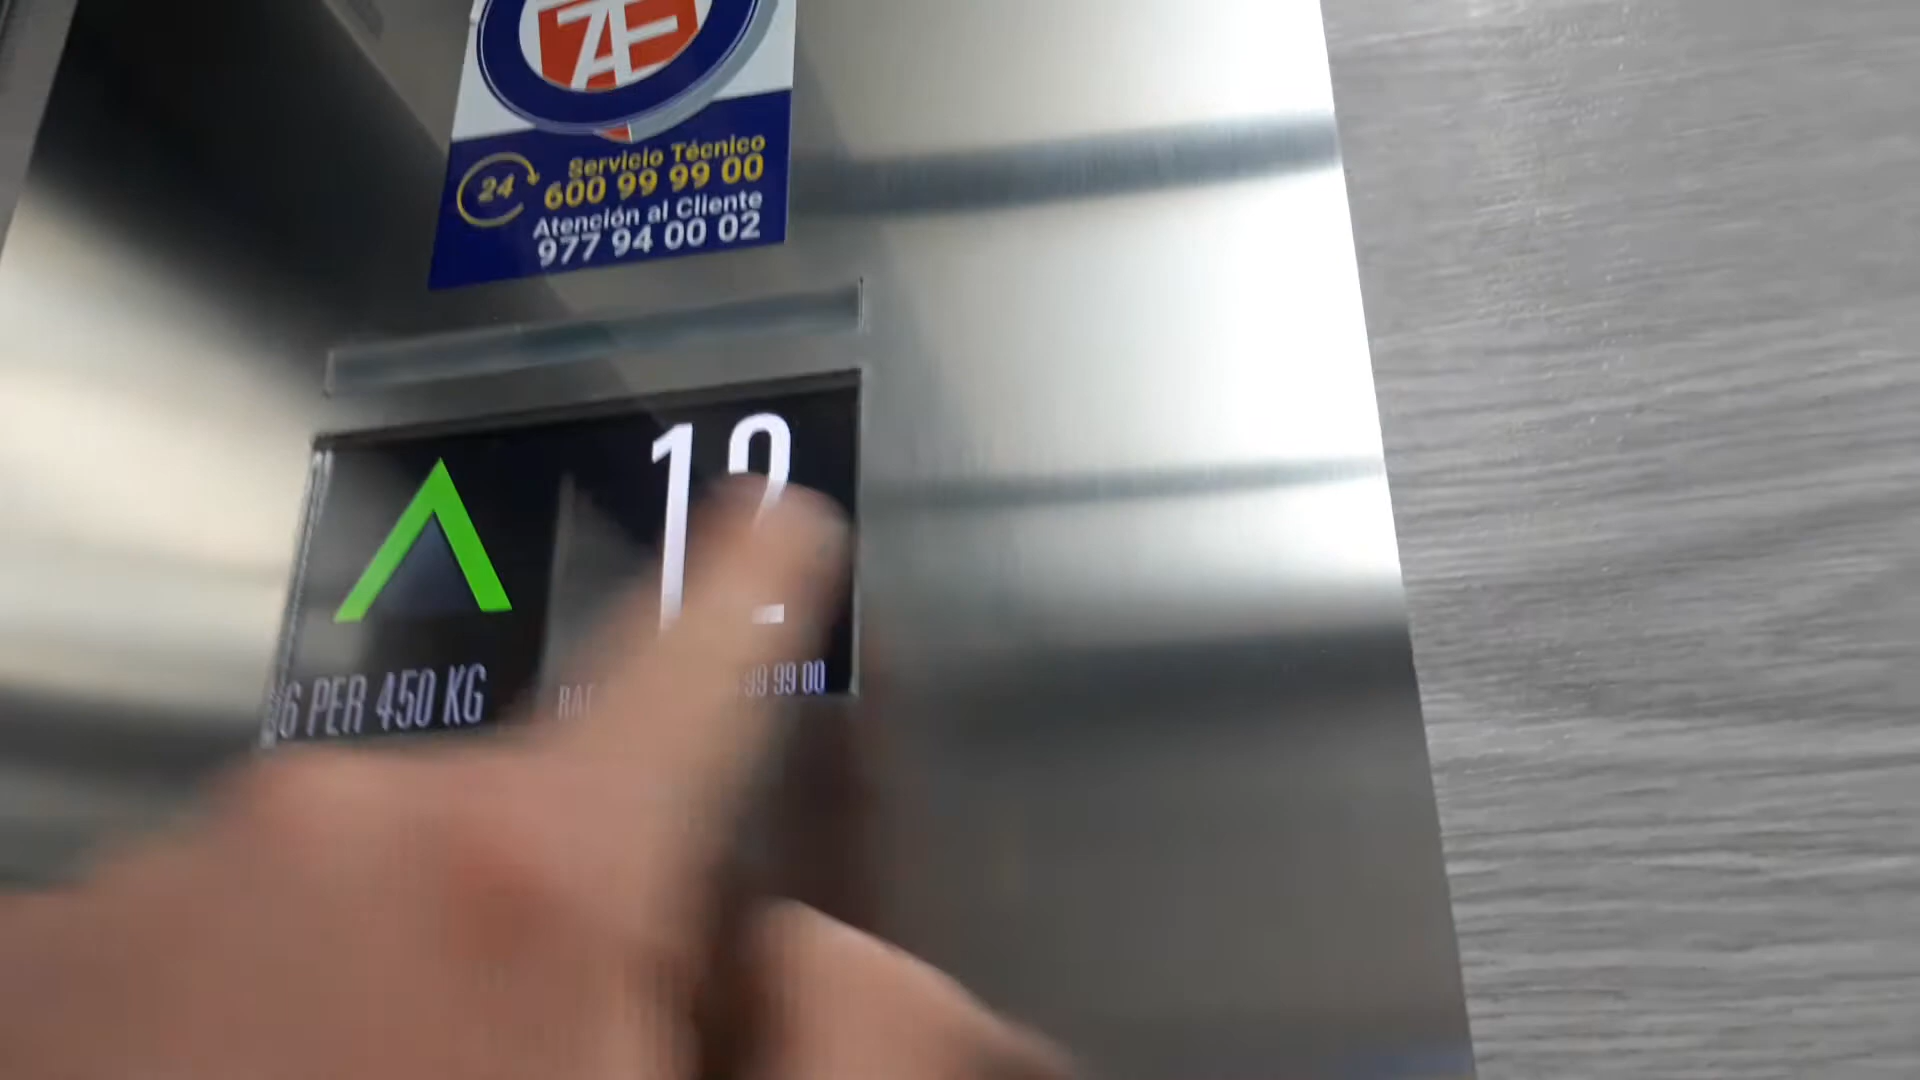 24
Servicio Técnico
600 99 99 00
Atención al Cliente
977 94 00 02
12
6 PER 450 KG
99 99 00